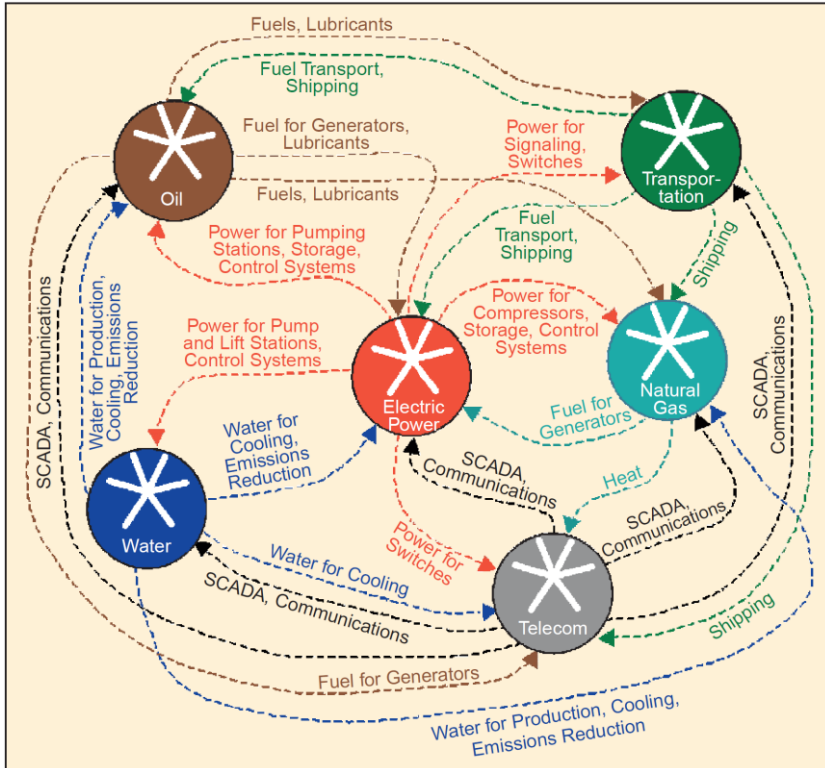 Fuels, Lubricants
Fuel Transport,
Shipping
Fuel for Generators,
Lubricants
Power for
Signaling,
Switches
Oil
Transpor-
tation
Fuels, Lubricants
Fuel
Transport,
Shipping
Shipping
Power for Pumping
Stations, Storage,
Control Systems
Power for
Compressors,
Storage, Control
Systems
Water for Production,
Cooling, Emissions
Reduction
SCADA, Communications
Power for Pump
and Lift Stations,
Control Systems
Electric
Power
Natural
Gas
SCADA,
Communications
Fuel for
Generators
Water for
Cooling,
Emissions
Reduction
SCADA,
Communications
Heat
SCADA,
Communications
Water
Power for
Switches
Water for Cooling
SCADA, Communications
Telecom
Shipping
Fuel for Generators
Water for Production, Cooling,
Emissions Reduction